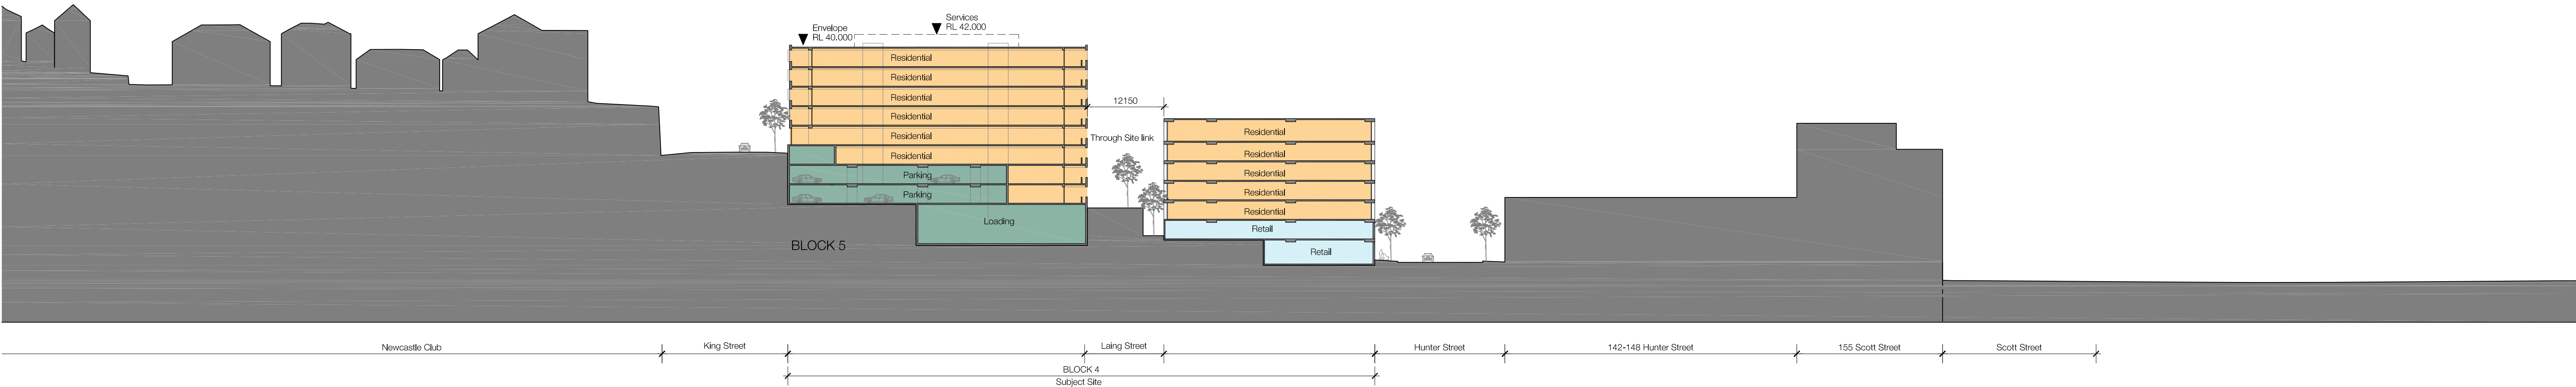 Services
RL 42.000
Envelope
RL 40.000
Residential
Residential
Residential
Residential
Residential
Residential
Parking
Parking
Loading
12150
Through Site link
Residential
Residential
Residential
Residential
Residential
Retail
Retail
BLOCK 5
Newcastle Club
King Street
Laing Street
Hunter Street
142-148 Hunter Street
155 Scott Street
Scott Street
BLOCK 4
Subject Site